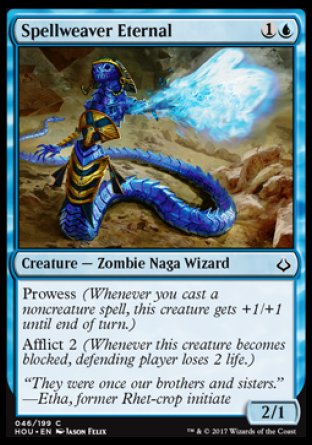 Spellweaver Eternal 1
Creature — Zombie Naga Wizard
Prowess (Whenever you cast a
noncreature spell, this creature gets +1/+1
until end of turn.)
Afflict 2 (Whenever this creature becomes
blocked, defending player loses 2 life.)
“They were once our brothers and sisters.”
—Etha, former Rhet-crop initiate
2/1
046/199 C
HOU • EN JASON FELIX
™ & © 2017 Wizards of the Coast